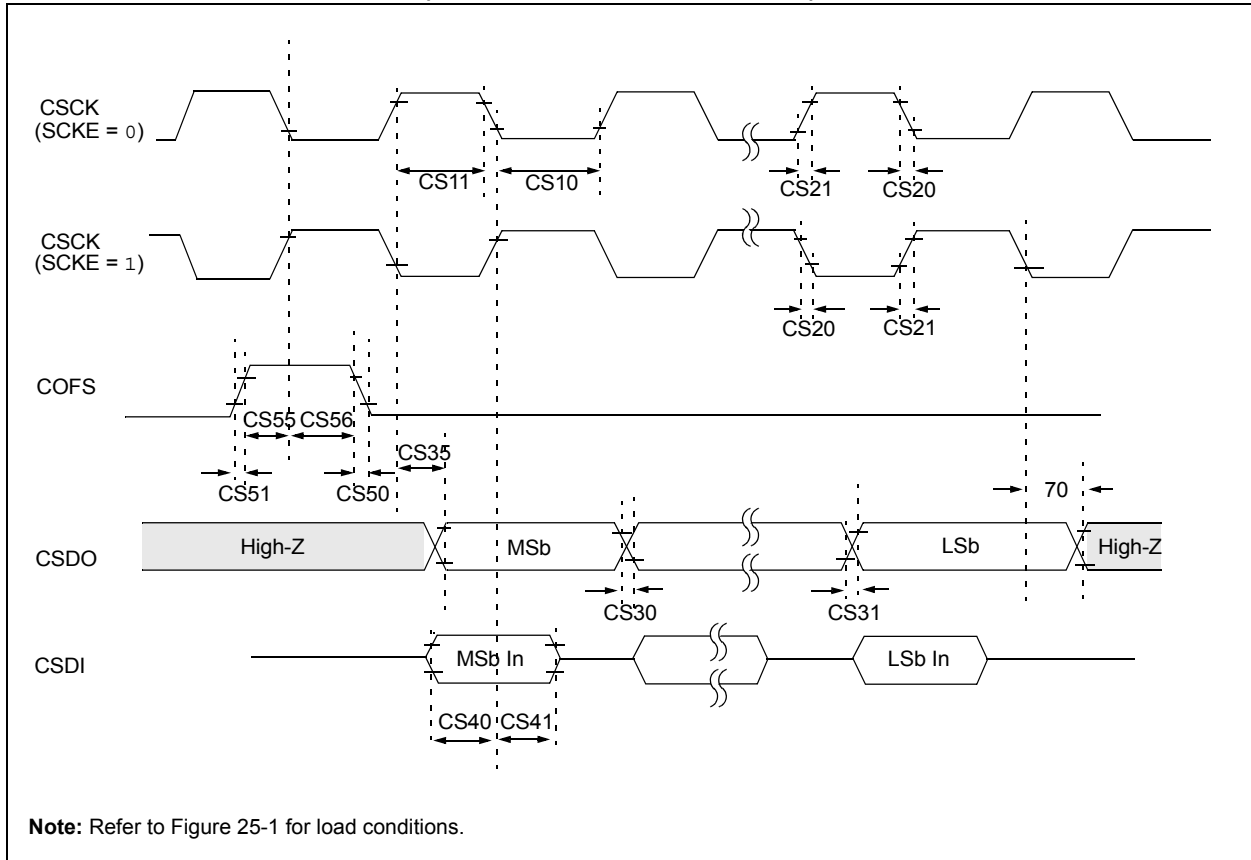 CSCK
(SCKE = 0)
CS11
CS10
CS21
CS20
CSCK
(SCKE = 1)
CS20
CS21
COFS
CS55
CS56
CS35
CS51
CS50
70
CSDO
High-Z
MSb
LSb
High-Z
CS30
CS31
CSDI
MSb In
LSb In
CS40
CS41
Note: Refer to Figure 25-1 for load conditions.